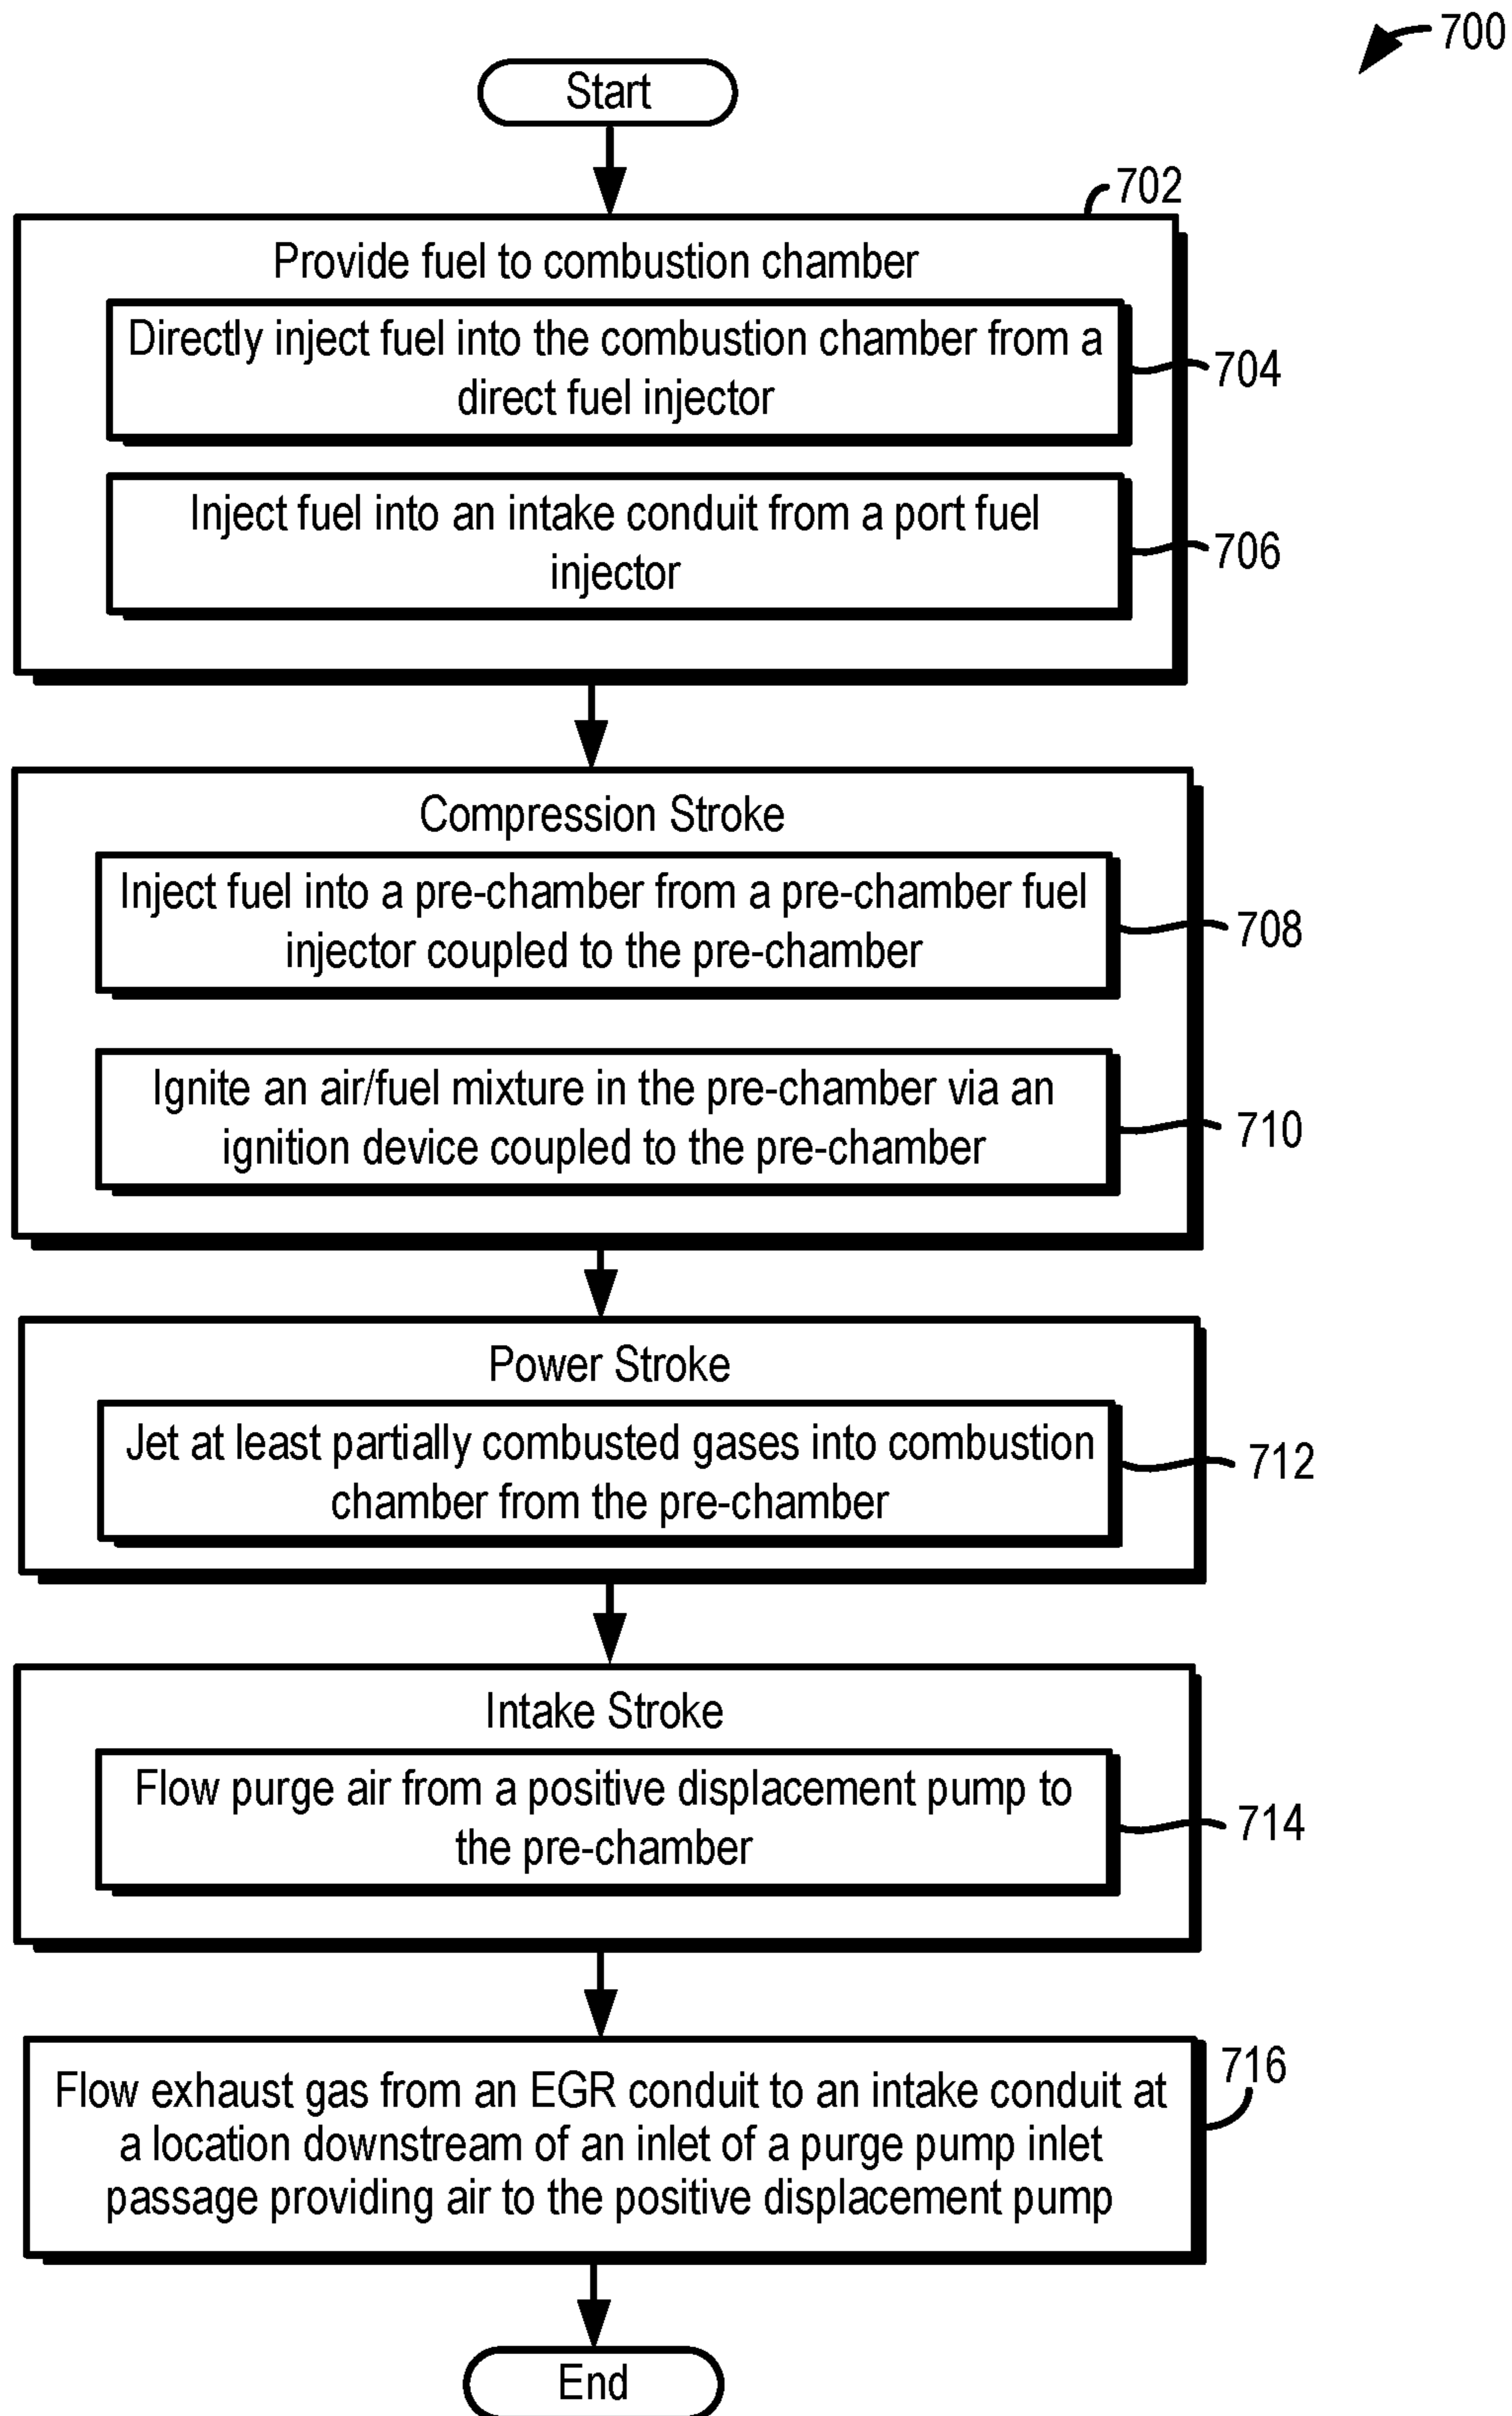 700
Start
702
Provide fuel to combustion chamber
Directly inject fuel into the combustion chamber from a
direct fuel injector
704
Inject fuel into an intake conduit from a port fuel
injector
706
Compression Stroke
Inject fuel into a pre-chamber from a pre-chamber fuel
injector coupled to the pre-chamber
708
Ignite an air/fuel mixture in the pre-chamber via an
ignition device coupled to the pre-chamber
710
Power Stroke
Jet at least partially combusted gases into combustion
chamber from the pre-chamber
712
Intake Stroke
Flow purge air from a positive displacement pump to
the pre-chamber
714
Flow exhaust gas from an EGR conduit to an intake conduit at
a location downstream of an inlet of a purge pump inlet
passage providing air to the positive displacement pump
716
End